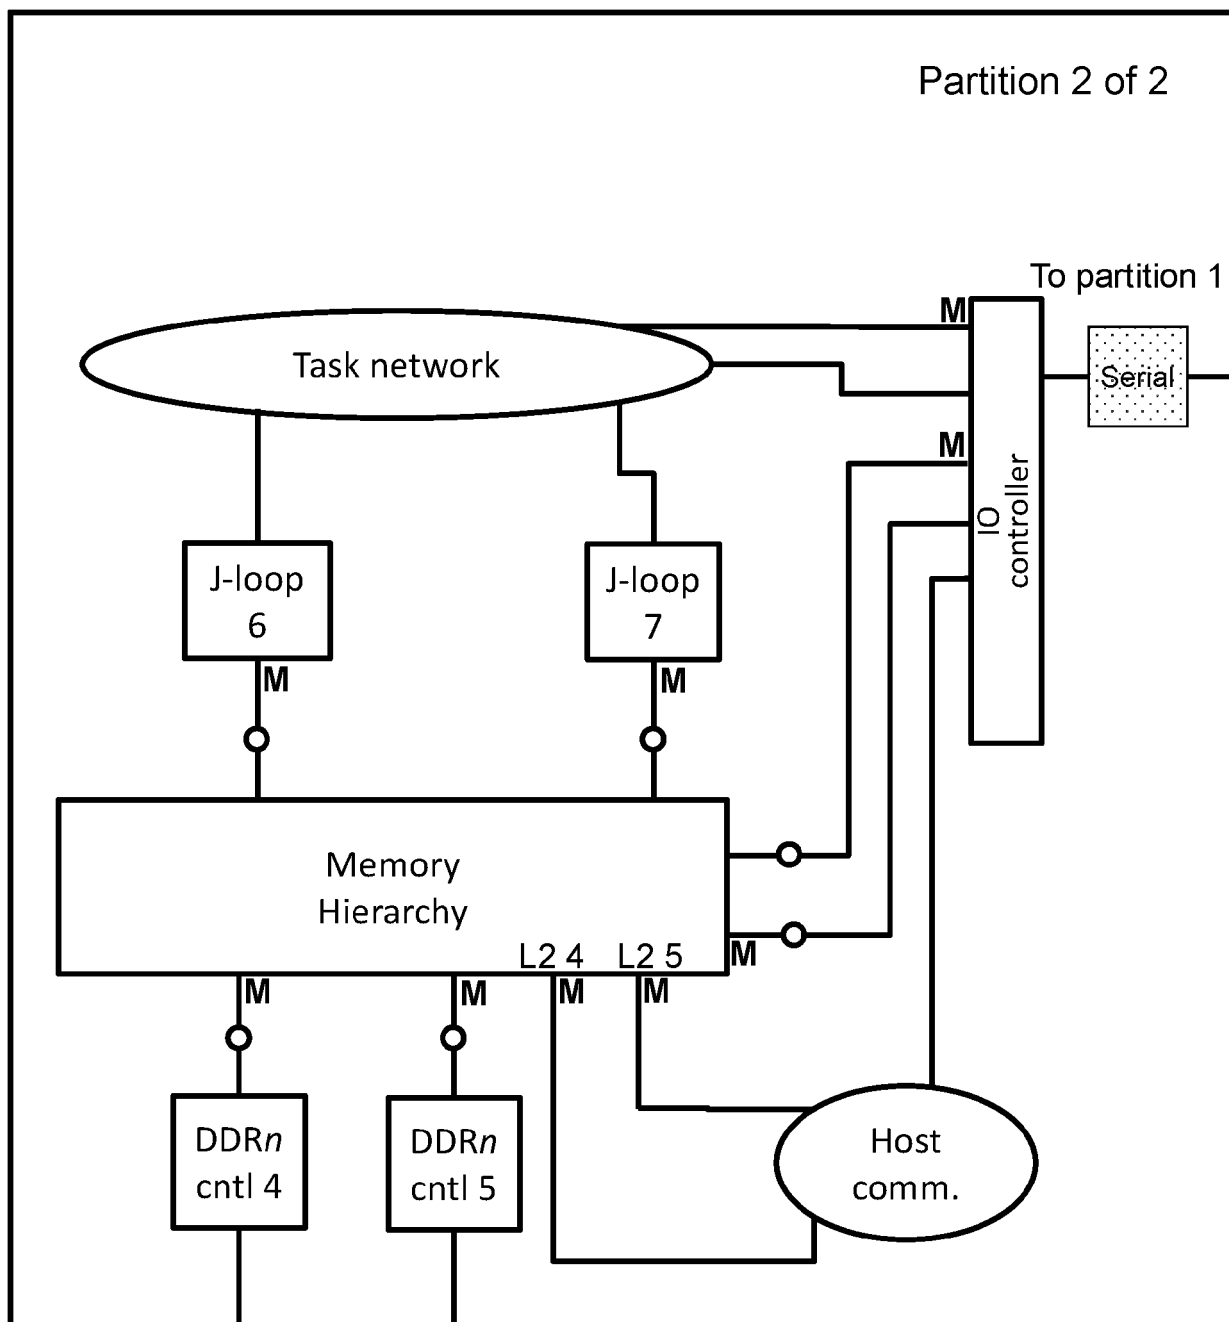 Partition 2 of 2
To partition 1
M
Task network
Serial
M
IO
controller
J-loop
6
J-loop
7
M
M
Memory
Hierarchy
L2 4
L2 5
M
M
M
M
M
DDRn
cntl 4
DDRn
cntl 5
Host
comm.